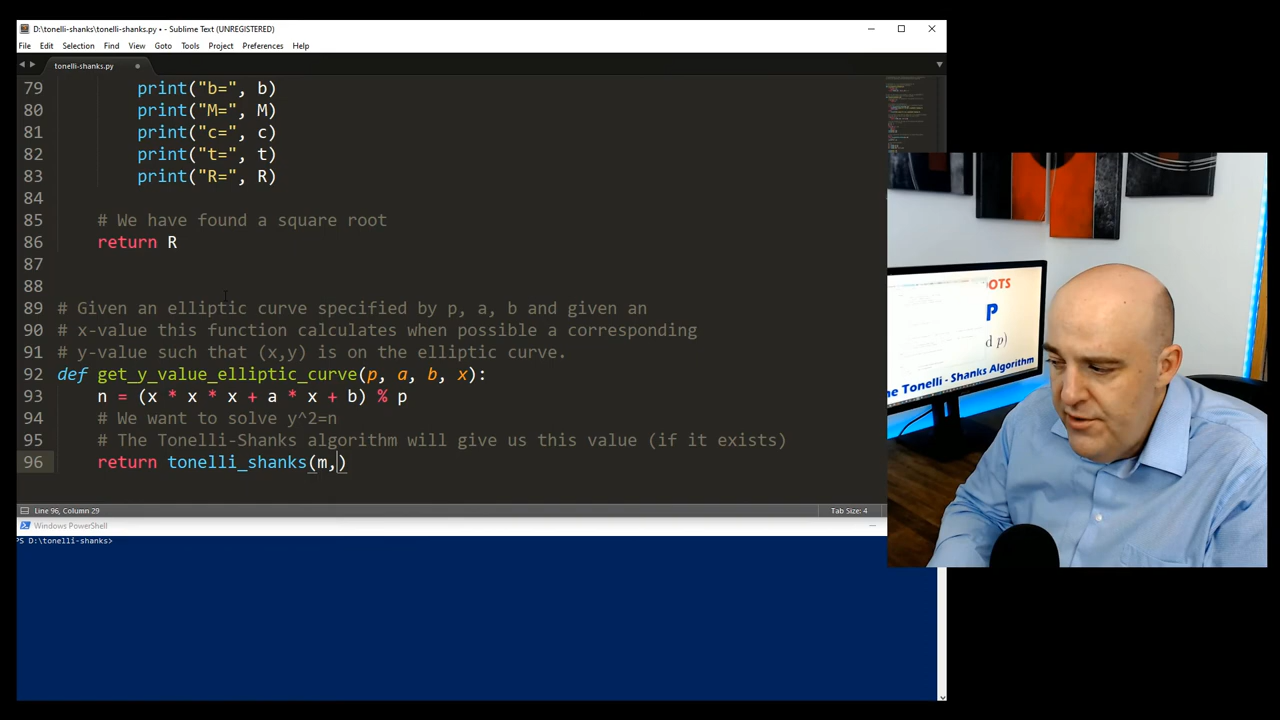 D:\tonelli-shanks\tonelli-shanks.py • - Sublime Text (UNREGISTERED)
File Edit Selection Find View Goto Tools Project Preferences Help
tonelli-shanks.py
79 print("b=", b)
80 print("M=", M)
81 print("c=", c)
82 print("t=", t)
83 print("R=", R)
84
85 # We have found a square root
86 return R
87
88
89 # Given an elliptic curve specified by p, a, b and given an
90 # x-value this function calculates when possible a corresponding
91 # y-value such that (x,y) is on the elliptic curve.
92 def get_y_value_elliptic_curve(p, a, b, x):
93 n = (x * x * x + a * x + b) % p
94 # We want to solve y^2=n
95 # The Tonelli-Shanks algorithm will give us this value (if it exists)
96 return tonelli_shanks(m,)
Line 96, Column 29
Tab Size: 4
Windows PowerShell
PS D:\tonelli-shanks>
OTS
P
d p)
he Tonelli - Shanks Algorithm